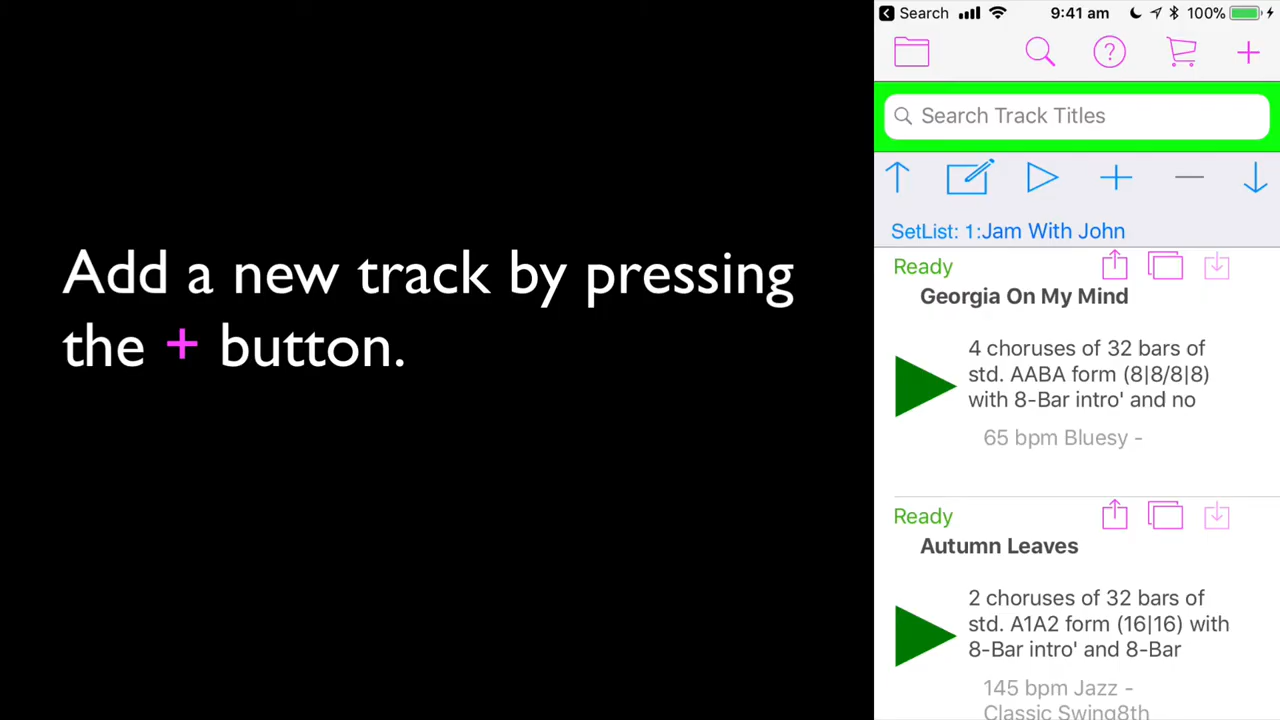 Add a new track by pressing
the + button.
Search 9:41 am 100%
Search Track Titles
SetList: 1:Jam With John
Ready
Georgia On My Mind
4 choruses of 32 bars of
std. AABA form (8|8/8|8)
with 8-Bar intro' and no
65 bpm Bluesy -
Ready
Autumn Leaves
2 choruses of 32 bars of
std. A1A2 form (16|16) with
8-Bar intro' and 8-Bar
145 bpm Jazz -
Classic Swing8th